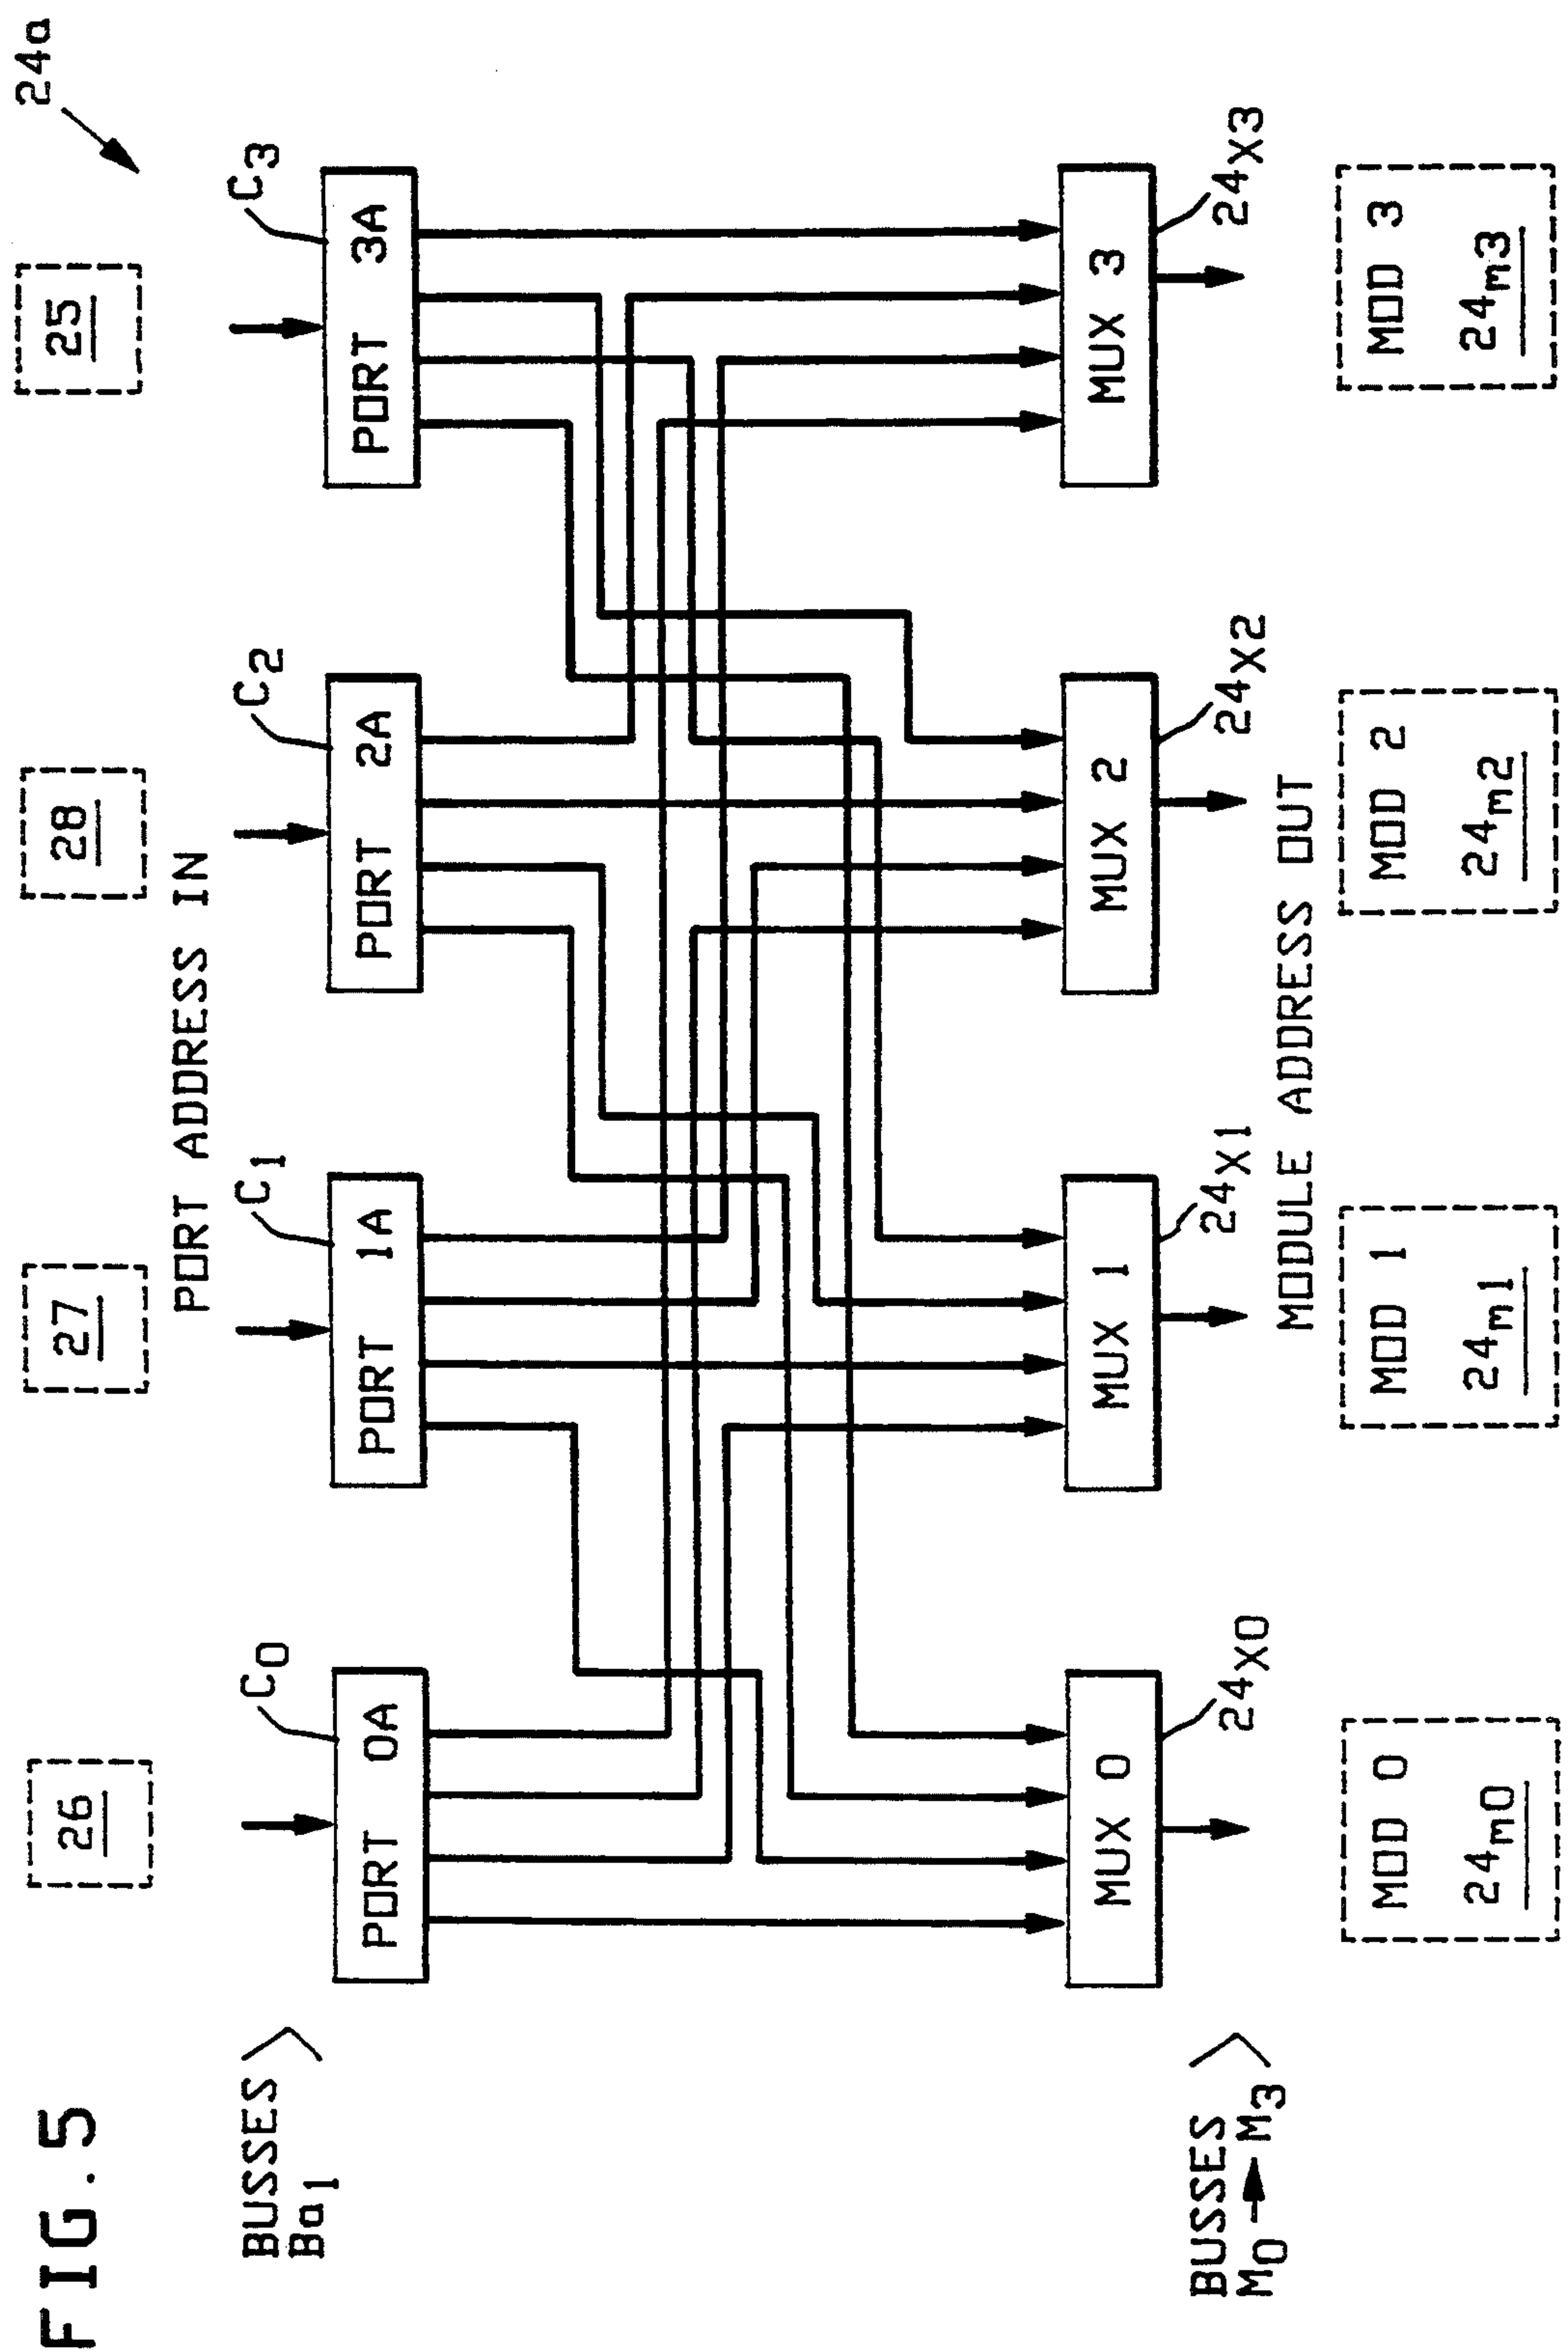 FIG.5
24a
26
27
28
25
PORT ADDRESS IN
BUSSES
Ba1
C0
C1
C2
C3
PORT 0A
PORT 1A
PORT 2A
PORT 3A
MUX 0
MUX 1
MUX 2
MUX 3
24X0
24X1
24X2
24X3
BUSSES
M0 → M3
MODULE ADDRESS OUT
MOD 0
24m0
MOD 1
24m1
MOD 2
24m2
MOD 3
24m3